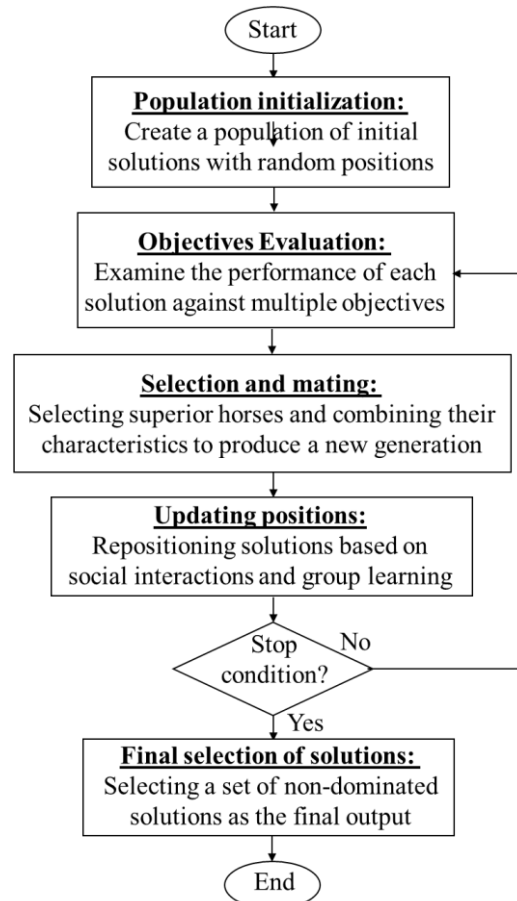 Start
Population initialization:
Create a population of initial
solutions with random positions
Objectives Evaluation:
Examine the performance of each
solution against multiple objectives
Selection and mating:
Selecting superior horses and combining their
characteristics to produce a new generation
Updating positions:
Repositioning solutions based on
social interactions and group learning
Stop
condition?
No
Yes
Final selection of solutions:
Selecting a set of non-dominated
solutions as the final output
End